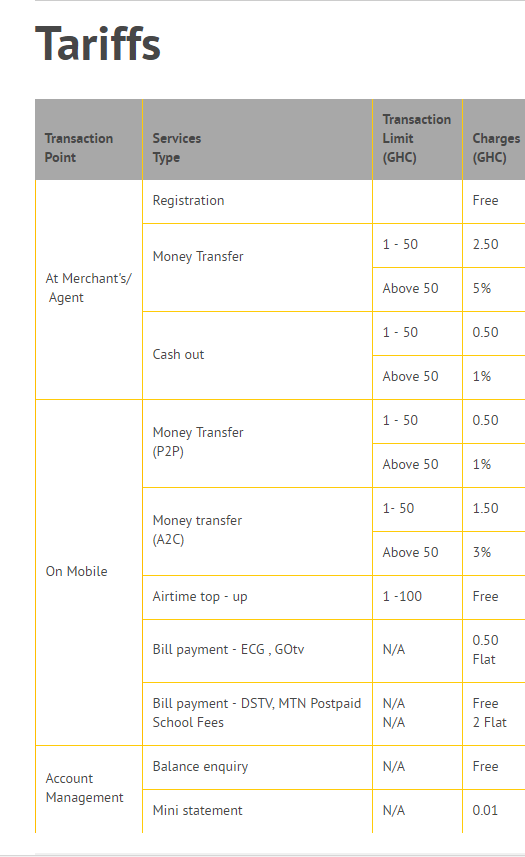 Tariffs
Transaction Point
Services Type
Transaction Limit (GHC)
Charges (GHC)
At Merchant's/ Agent
Registration
Free
Money Transfer
1 - 50
2.50
Above 50
5%
Cash out
1 - 50
0.50
Above 50
1%
On Mobile
Money Transfer (P2P)
1 - 50
0.50
Above 50
1%
Money transfer (A2C)
1- 50
1.50
Above 50
3%
Airtime top - up
1 -100
Free
Bill payment - ECG , GOtv
N/A
0.50 Flat
Bill payment - DSTV, MTN Postpaid
N/A
Free
School Fees
N/A
2 Flat
Account Management
Balance enquiry
N/A
Free
Mini statement
N/A
0.01